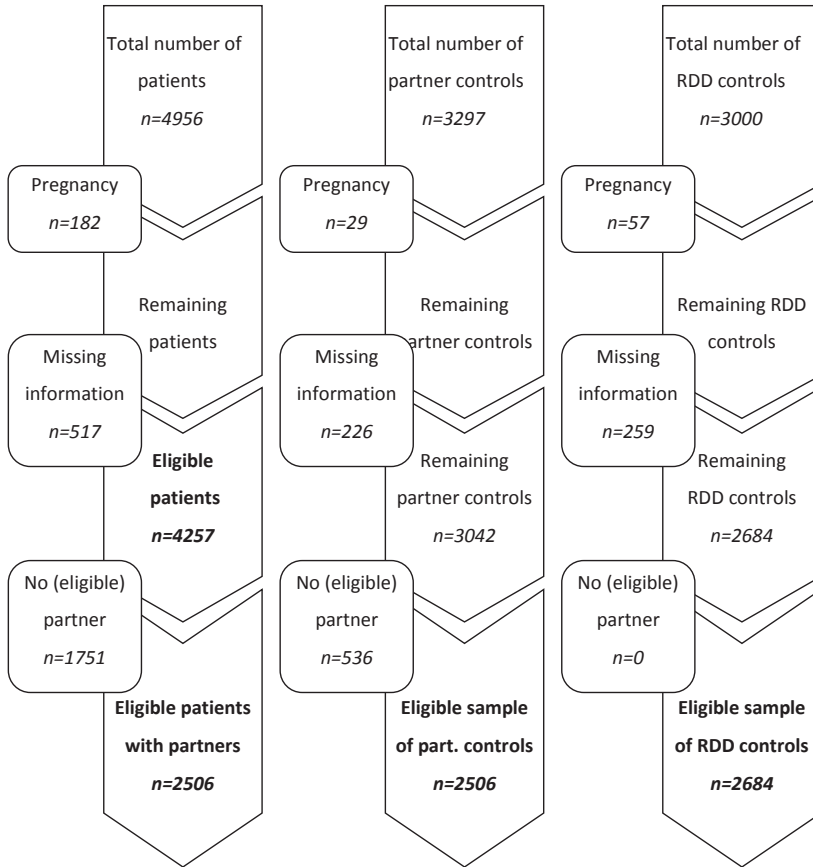 Total number of
patients
n=4956
Pregnancy
n=182
Remaining
patients
Missing
information
n=517
Eligible
patients
n=4257
No (eligible)
partner
n=1751
Eligible patients
with partners
n=2506
Total number of
partner controls
n=3297
Pregnancy
n=29
Remaining
partner controls
Missing
information
n=226
Remaining
partner controls
n=3042
No (eligible)
partner
n=536
Eligible sample
of part. controls
n=2506
Total number of
RDD controls
n=3000
Pregnancy
n=57
Remaining RDD
controls
Missing
information
n=259
Remaining
RDD controls
n=2684
No (eligible)
partner
n=0
Eligible sample
of RDD controls
n=2684